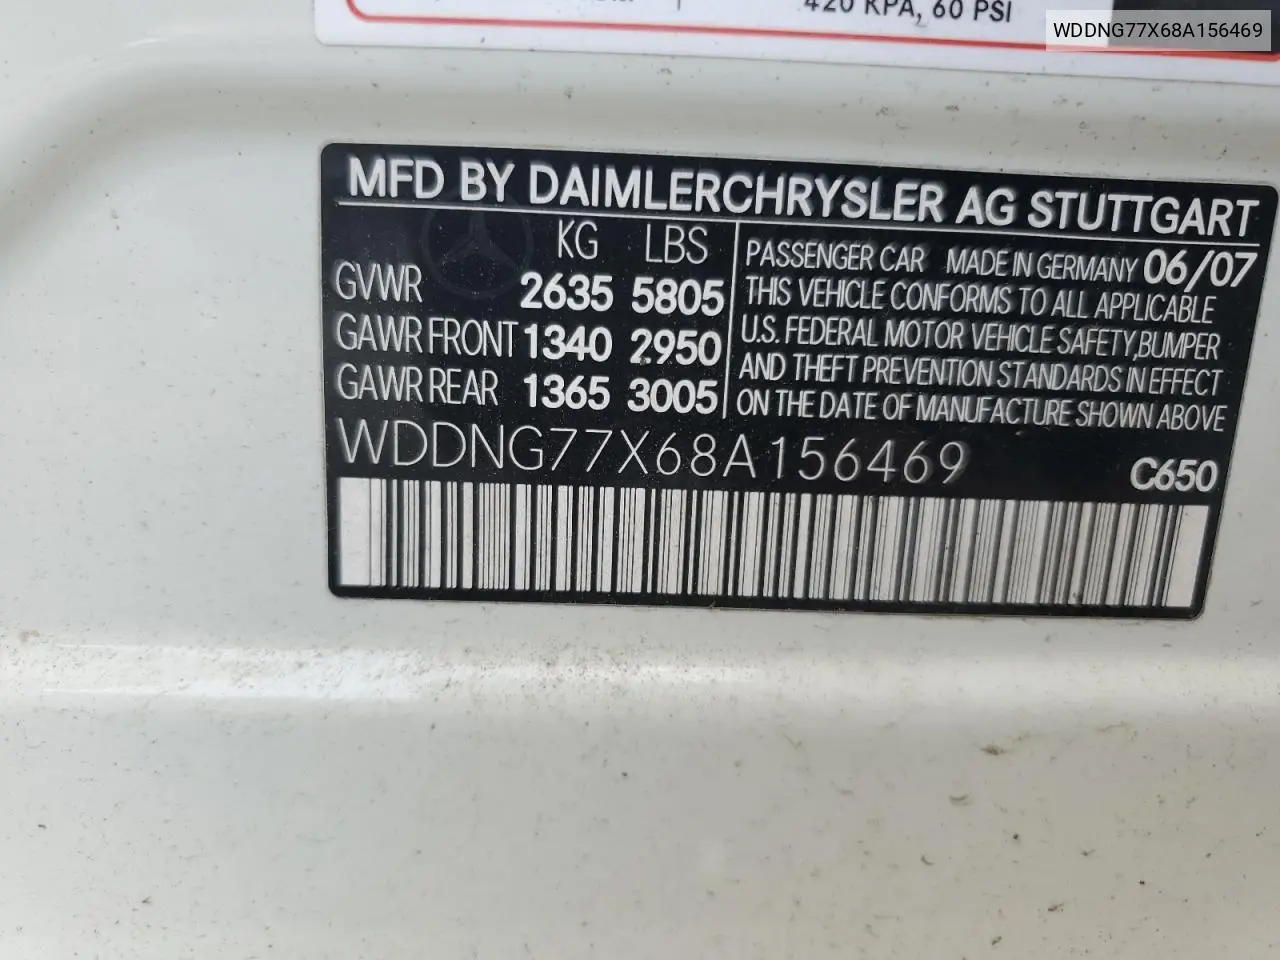 420 KPA, 60 PSI
WDDNG77X68A156469
MFD BY DAIMLERCHRYSLER AG STUTTGART
KG LBS
GVWR 2635 5805
GAWR FRONT 1340 2950
GAWR REAR 1365 3005
PASSENGER CAR MADE IN GERMANY 06/07
THIS VEHICLE CONFORMS TO ALL APPLICABLE
U.S. FEDERAL MOTOR VEHICLE SAFETY,BUMPER
AND THEFT PREVENTION STANDARDS IN EFFECT
ON THE DATE OF MANUFACTURE SHOWN ABOVE
WDDNG77X68A156469
C650